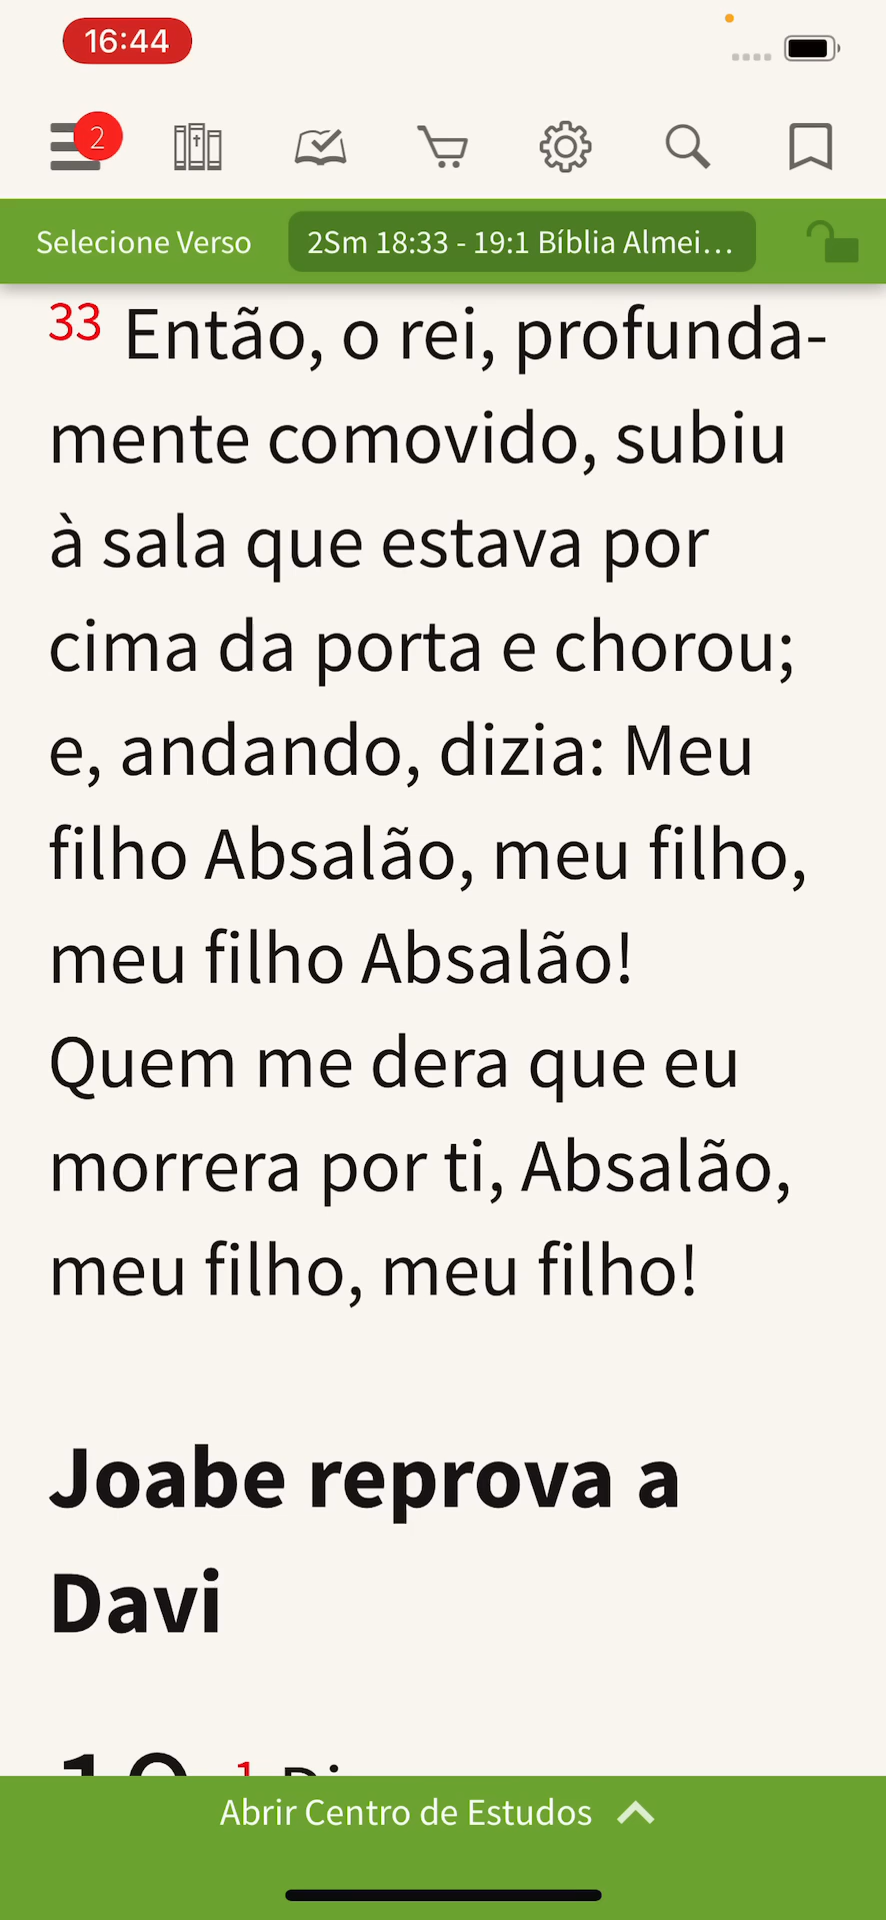 16:44
2
Selecione Verso
2Sm 18:33 - 19:1 Bíblia Almei...
33 Então, o rei, profunda-
mente comovido, subiu
à sala que estava por
cima da porta e chorou;
e, andando, dizia: Meu
filho Absalão, meu filho,
meu filho Absalão!
Quem me dera que eu
morrera por ti, Absalão,
meu filho, meu filho!
Joabe reprova a
Davi
1
Abrir Centro de Estudos